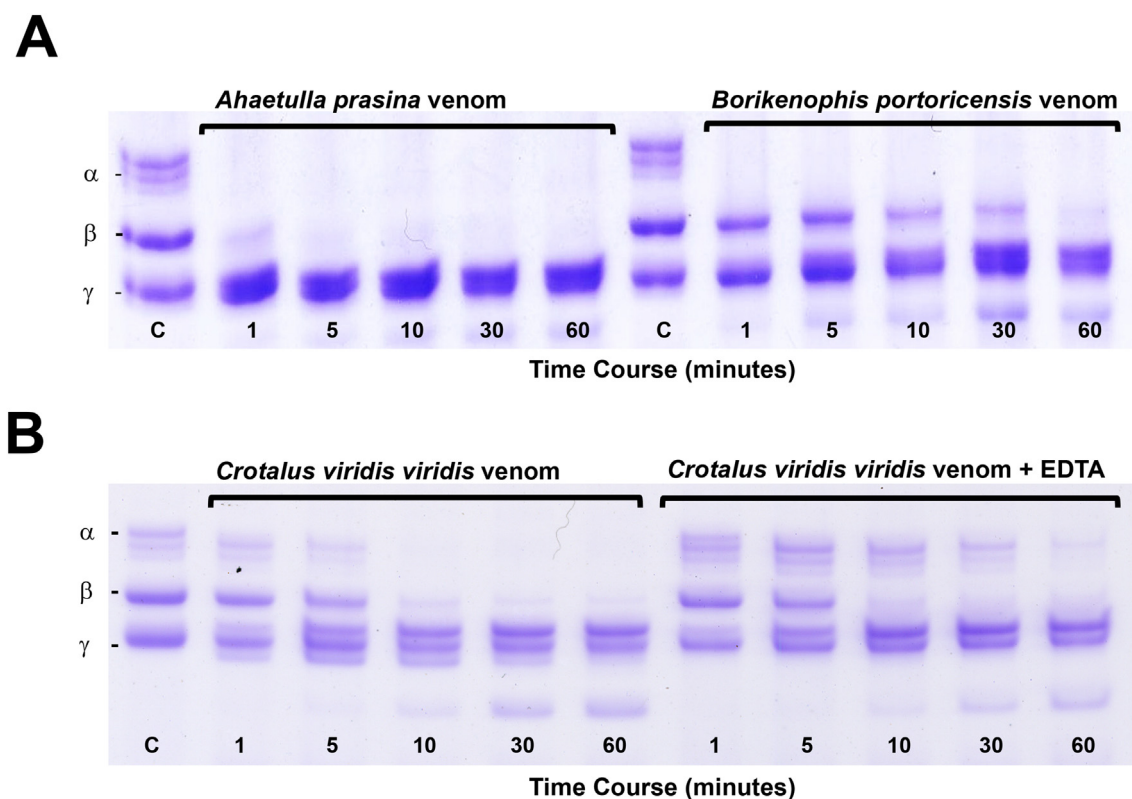 A
Ahaetulla prasina venom
Borikenophis portoricensis venom
α
β
γ
C 1 5 10 30 60 C 1 5 10 30 60
Time Course (minutes)
B
Crotalus viridis viridis venom
Crotalus viridis viridis venom + EDTA
α
β
γ
C 1 5 10 30 60 1 5 10 30 60
Time Course (minutes)